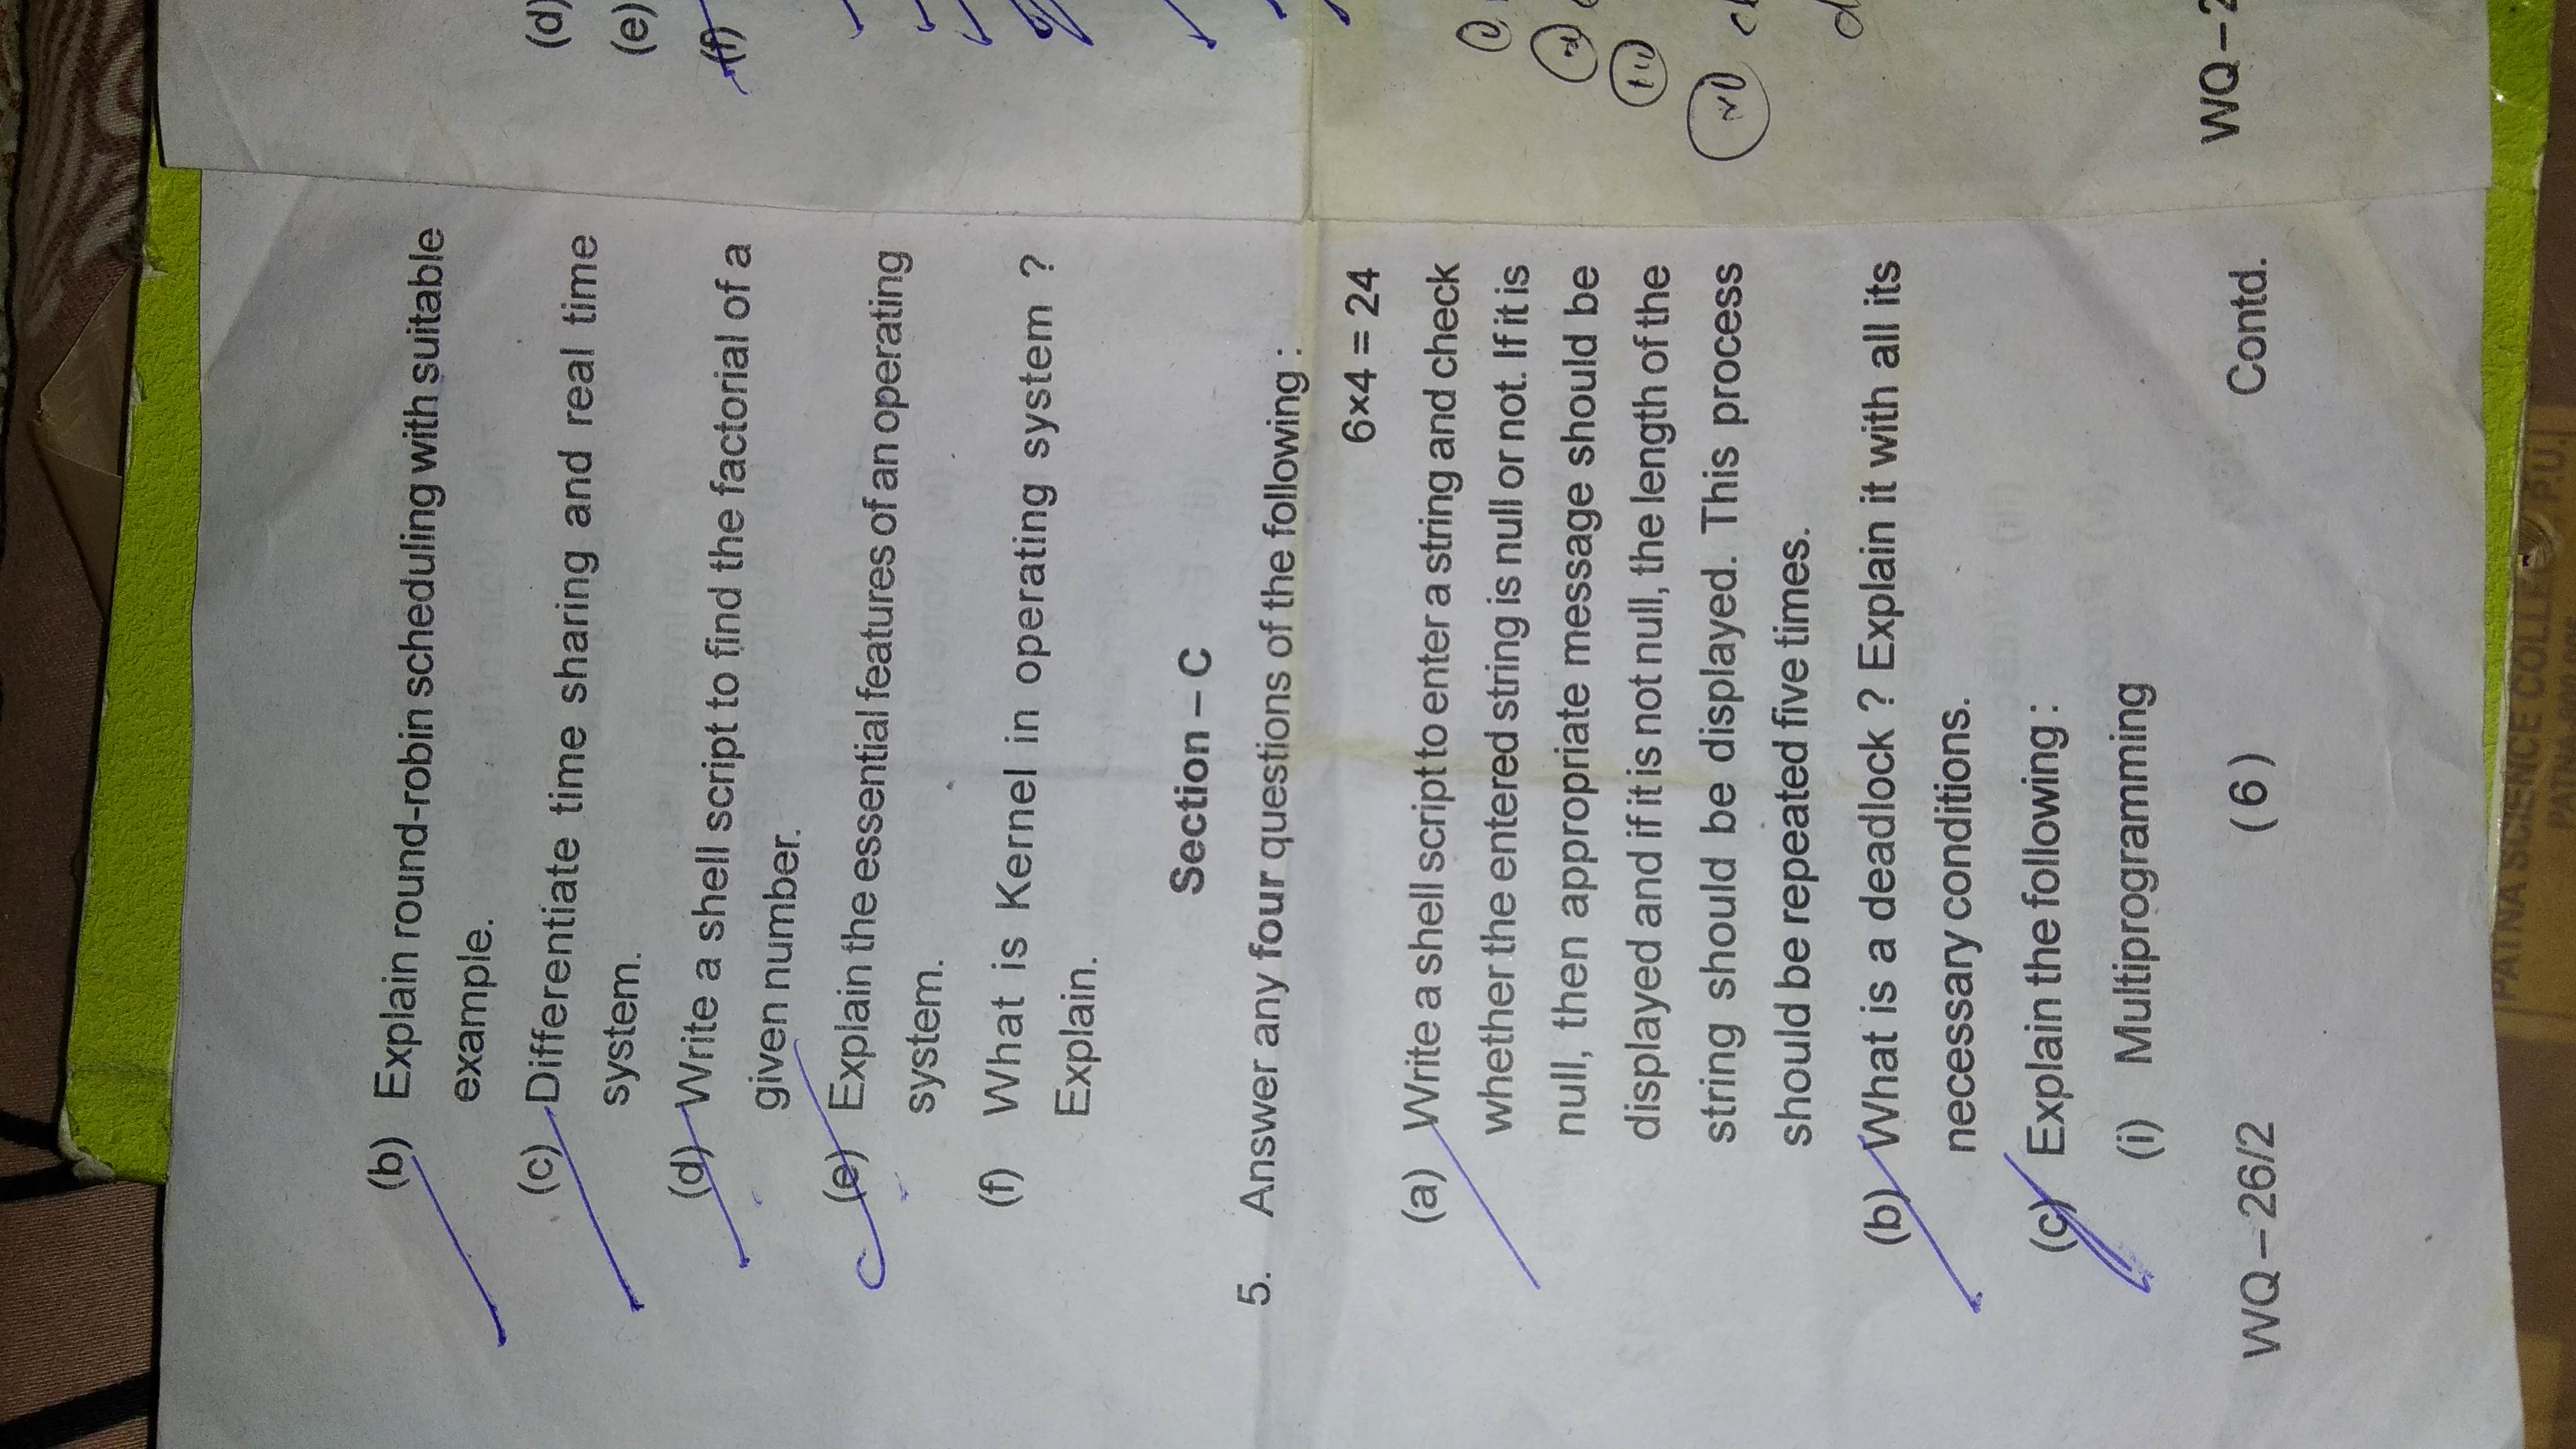 (b) Explain round-robin scheduling with suitable
example.
(c) Differentiate time sharing and real time
system.
(d) Write a shell script to find the factorial of a
given number.
(e) Explain the essential features of an operating
system.
(f) What is Kernel in operating system ?
Explain.
Section – C
5. Answer any four questions of the following :
6×4 = 24
(a) Write a shell script to enter a string and check
whether the entered string is null or not. If it is
null, then appropriate message should be
displayed and if it is not null, the length of the
string should be displayed. This process
should be repeated five times.
(b) What is a deadlock ? Explain it with all its
necessary conditions.
(c) Explain the following :
(i) Multiprogramming
WQ – 26/2 (6) Contd.
(d)
(e)
(f)
WQ – 2
PATNA SCIENCE COLLEGE, P.U.